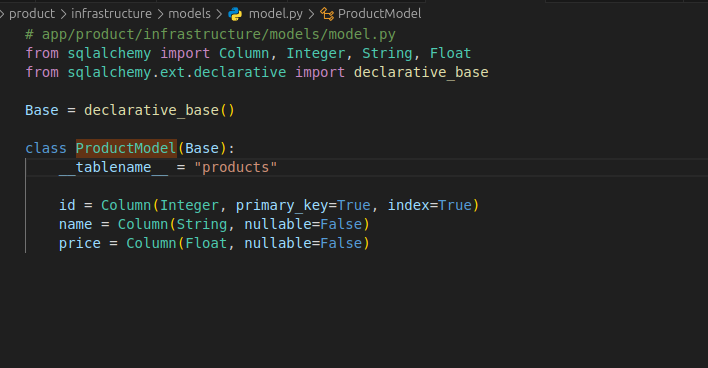 product > infrastructure > models > model.py > ProductModel
# app/product/infrastructure/models/model.py
from sqlalchemy import Column, Integer, String, Float
from sqlalchemy.ext.declarative import declarative_base
Base = declarative_base()
class ProductModel(Base):
__tablename__ = "products"
id = Column(Integer, primary_key=True, index=True)
name = Column(String, nullable=False)
price = Column(Float, nullable=False)